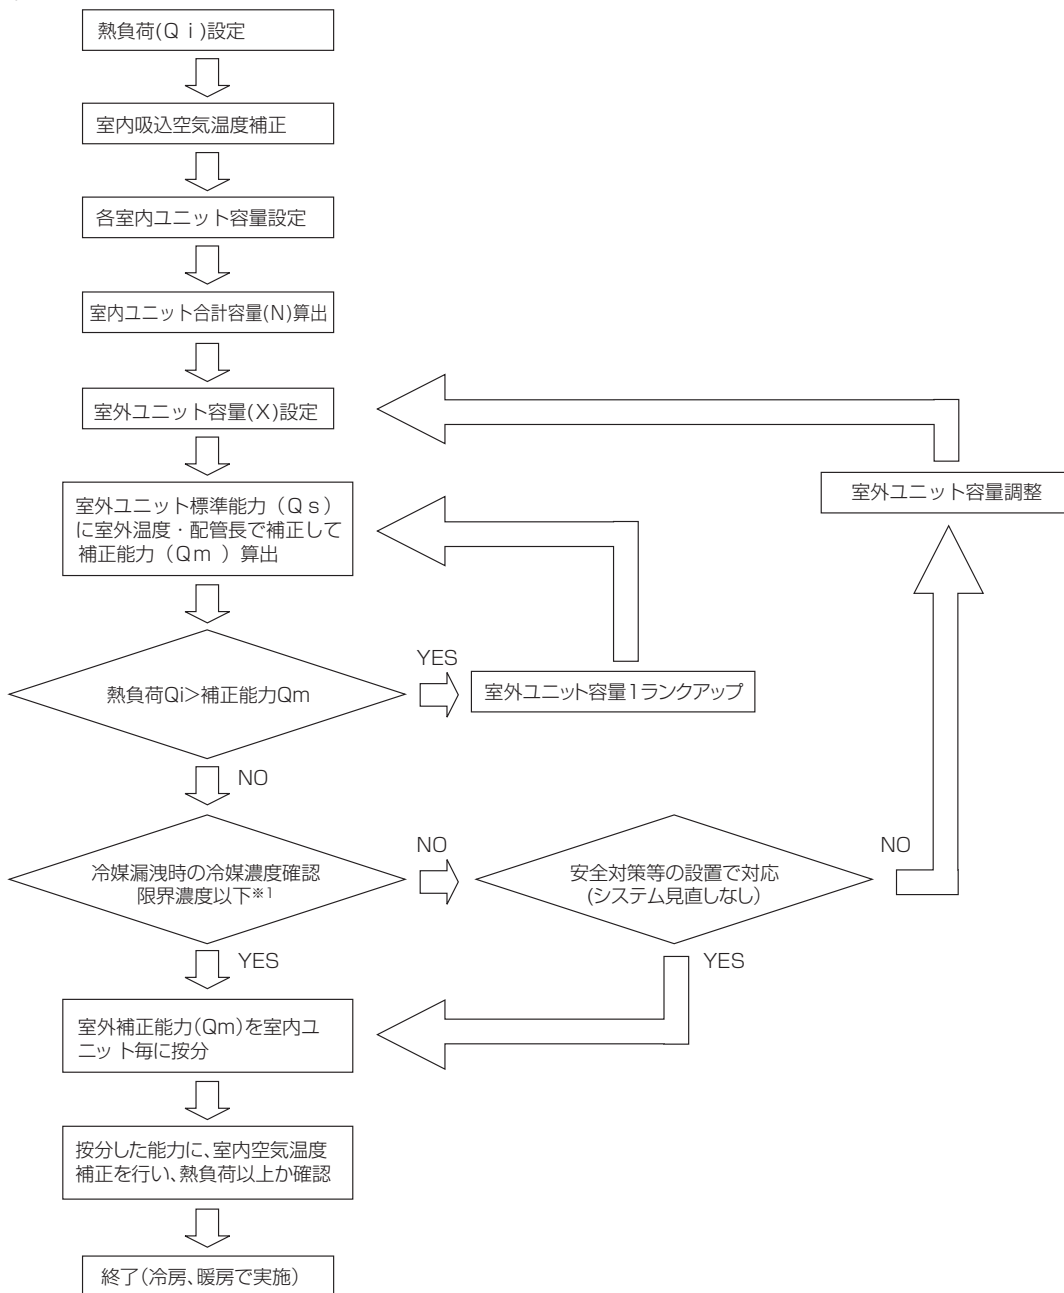 熱負荷(Ｑｉ)設定
室内吸込空気温度補正
各室内ユニット容量設定
室内ユニット合計容量(N)算出
室外ユニット容量(X)設定
室外ユニット容量調整
室外ユニット標準能力（Ｑｓ）
に室外温度・配管長で補正して
補正能力（Ｑｍ ）算出
熱負荷Qi>補正能力Qm
YES
室外ユニット容量1ランクアップ
NO
冷媒漏洩時の冷媒濃度確認
限界濃度以下※1
NO
安全対策等の設置で対応
(システム見直しなし)
NO
YES
YES
室外補正能力(Qm)を室内ユ
ニット毎に按分
按分した能力に、室内空気温度
補正を行い、熱負荷以上か確認
終了(冷房、暖房で実施)